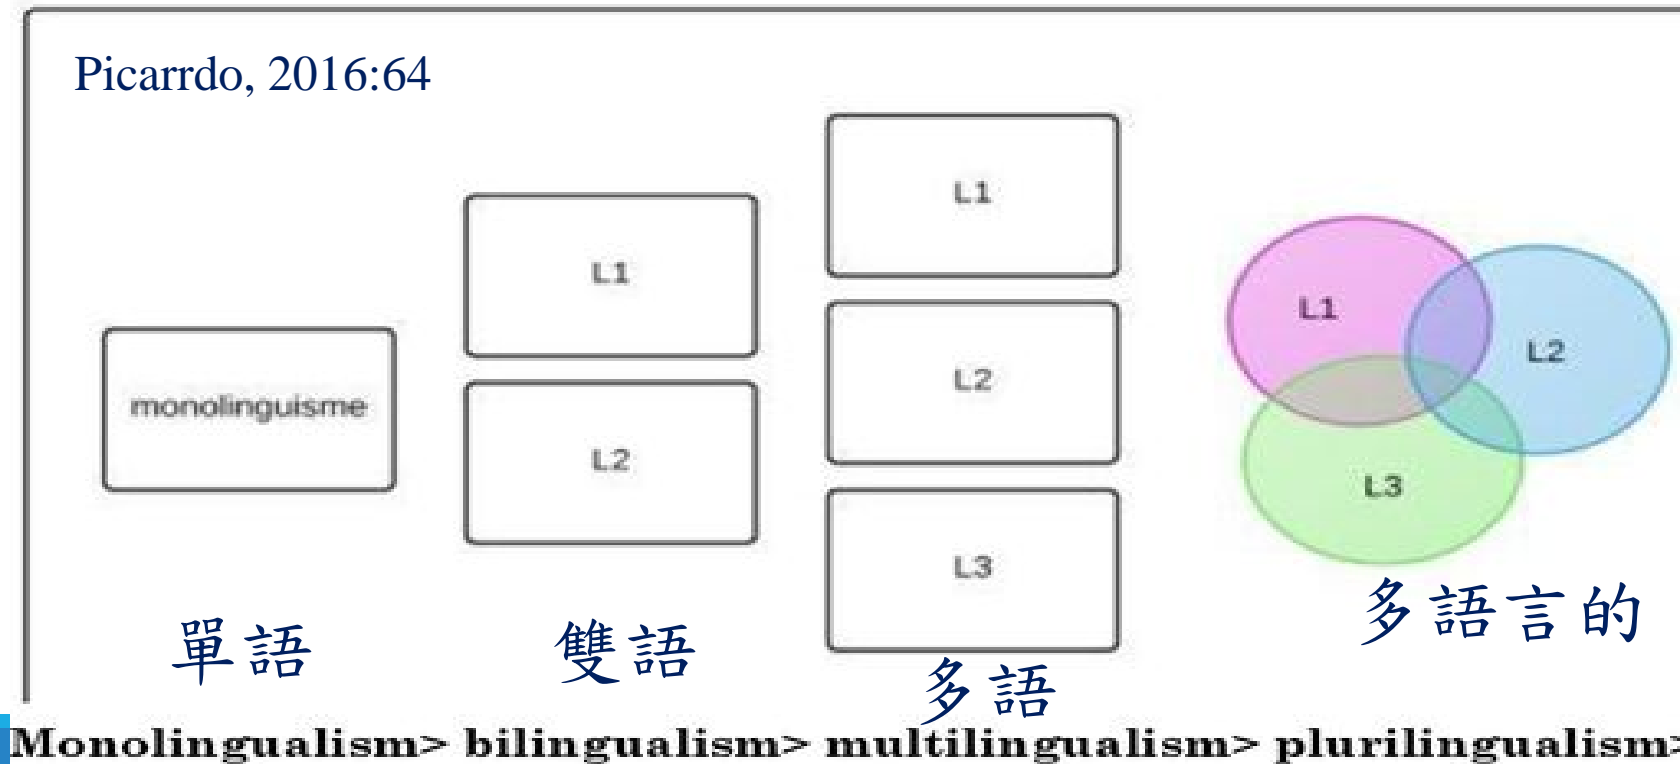 Picarrdo, 2016:64
monolinguisme
L1
L2
L1
L2
L3
L1
L2
L3
單語
雙語
多語
多語言的
Monolingualism> bilingualism> multilingualism> plurilingualism>